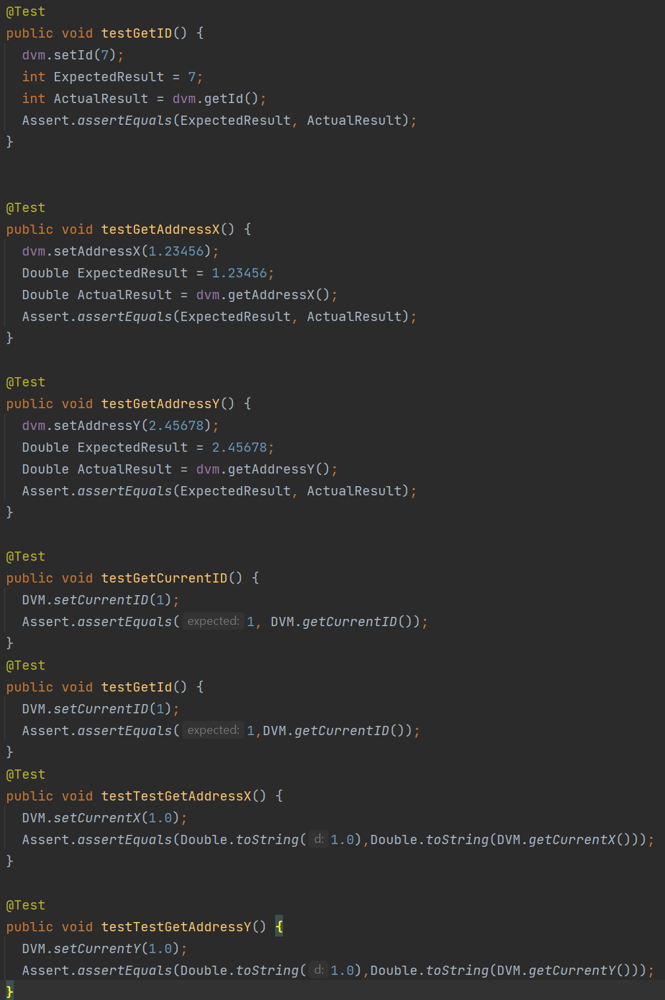 @Test
public void testGetID() {
dvm.setId(7);
int ExpectedResult = 7;
int ActualResult = dvm.getId();
Assert.assertEquals(ExpectedResult, ActualResult);
}
@Test
public void testGetAddressX() {
dvm.setAddressX(1.23456);
Double ExpectedResult = 1.23456;
Double ActualResult = dvm.getAddressX();
Assert.assertEquals(ExpectedResult, ActualResult);
}
@Test
public void testGetAddressY() {
dvm.setAddressY(2.45678);
Double ExpectedResult = 2.45678;
Double ActualResult = dvm.getAddressY();
Assert.assertEquals(ExpectedResult, ActualResult);
}
@Test
public void testGetCurrentID() {
DVM.setCurrentID(1);
Assert.assertEquals( expected: 1, DVM.getCurrentID());
}
@Test
public void testGetId() {
DVM.setCurrentID(1);
Assert.assertEquals( expected: 1,DVM.getCurrentID());
}
@Test
public void testTestGetAddressX() {
DVM.setCurrentX(1.0);
Assert.assertEquals(Double.toString( d: 1.0),Double.toString(DVM.getCurrentX()));
}
@Test
public void testTestGetAddressY() {
DVM.setCurrentY(1.0);
Assert.assertEquals(Double.toString( d: 1.0),Double.toString(DVM.getCurrentY()));
}